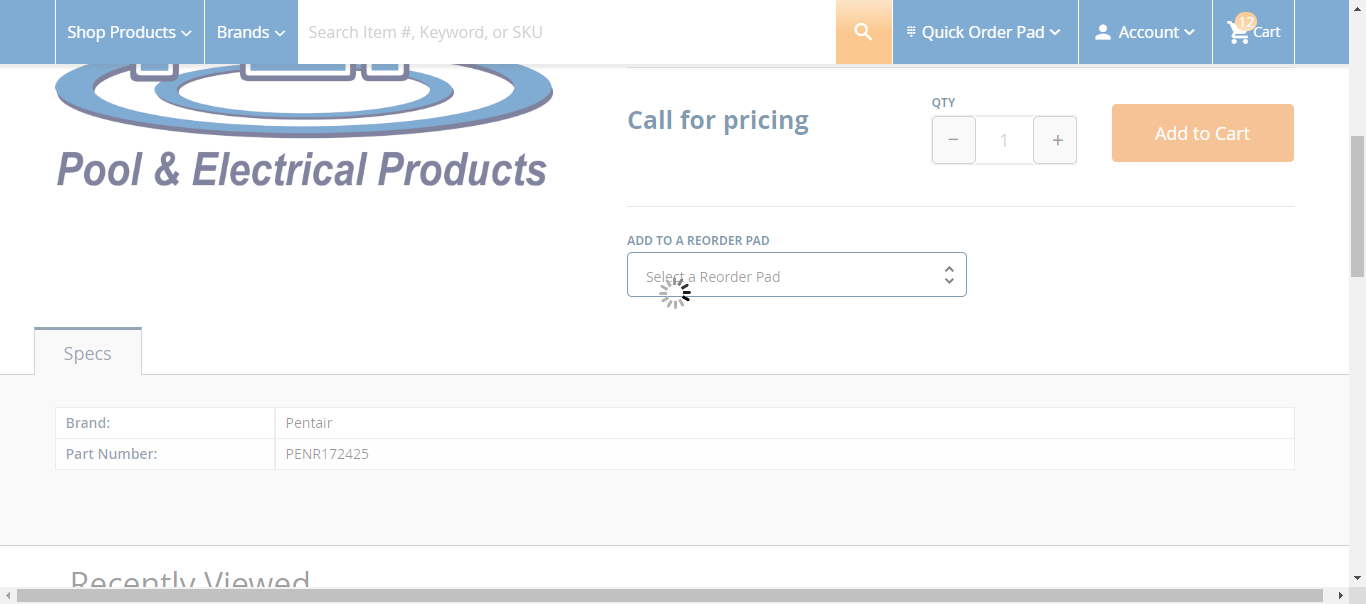 Shop Products
Brands
Search Item #, Keyword, or SKU
Quick Order Pad
Account
12
Cart
Pool & Electrical Products
Call for pricing
QTY
− 1 +
Add to Cart
ADD TO A REORDER PAD
Select a Reorder Pad
Specs
Brand: Pentair
Part Number: PENR172425
Recently Viewed